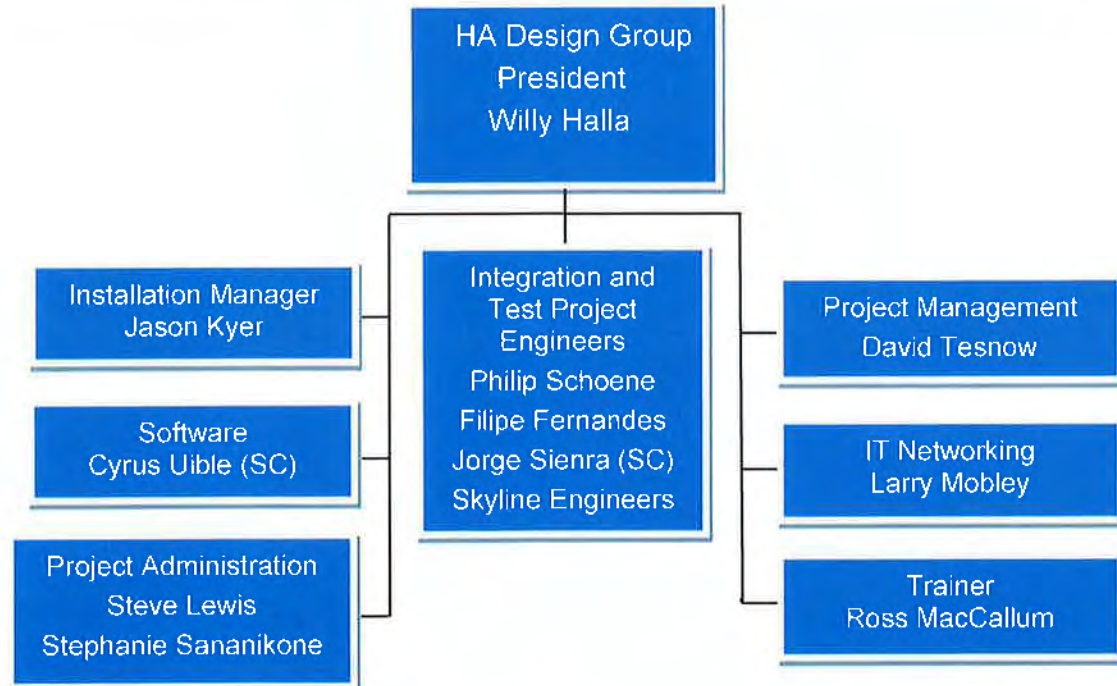 HA Design Group
President
Willy Halla
Installation Manager
Jason Kyer
Software
Cyrus Uible (SC)
Project Administration
Steve Lewis
Stephanie Sananikone
Integration and
Test Project
Engineers
Philip Schoene
Filipe Fernandes
Jorge Sienra (SC)
Skyline Engineers
Project Management
David Tesnow
IT Networking
Larry Mobley
Trainer
Ross MacCallum